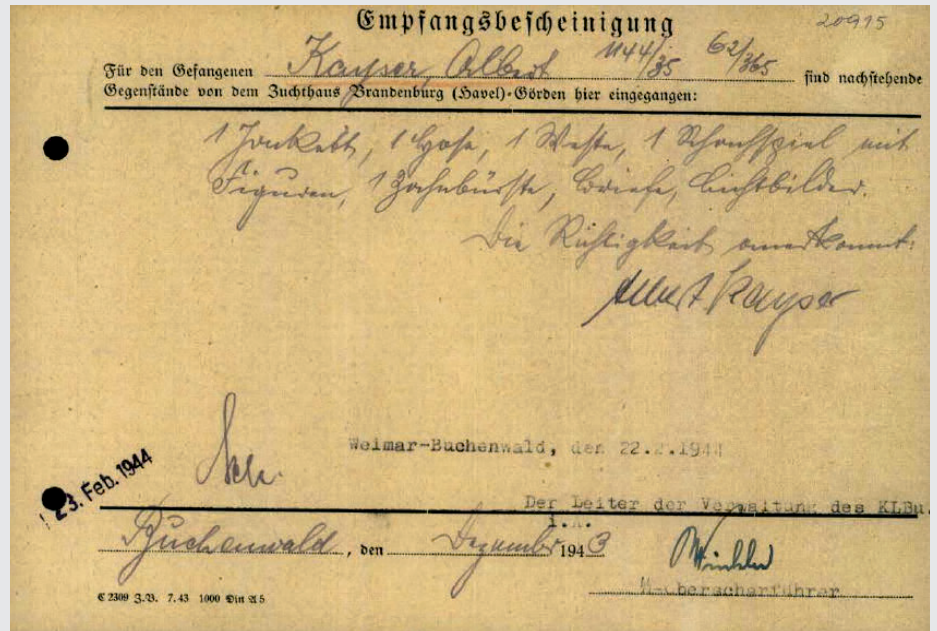 Empfangsbescheinigung 20915
Für den Gefangenen Kayser, Albert 1144/35 62/365 sind nachstehende
Gegenstände von dem Zuchthaus Brandenburg (Havel)-Görden hier eingegangen:
1 Jackett, 1 Hose, 1 Weste, 1 Schachspiel mit
Figuren, 1 Zahnbürste, Briefe, Lichtbilder.
Die Richtigkeit anerkannt:
Albert Kayser
Weimar-Buchenwald, den 22.2.1944
23. Feb. 1944
Der Leiter der Verwaltung des KLBu.
I.A.
Buchenwald, den Dezember 1943
Oberscharführer
C 2309 J.V. 7.43 1000 Din A 5